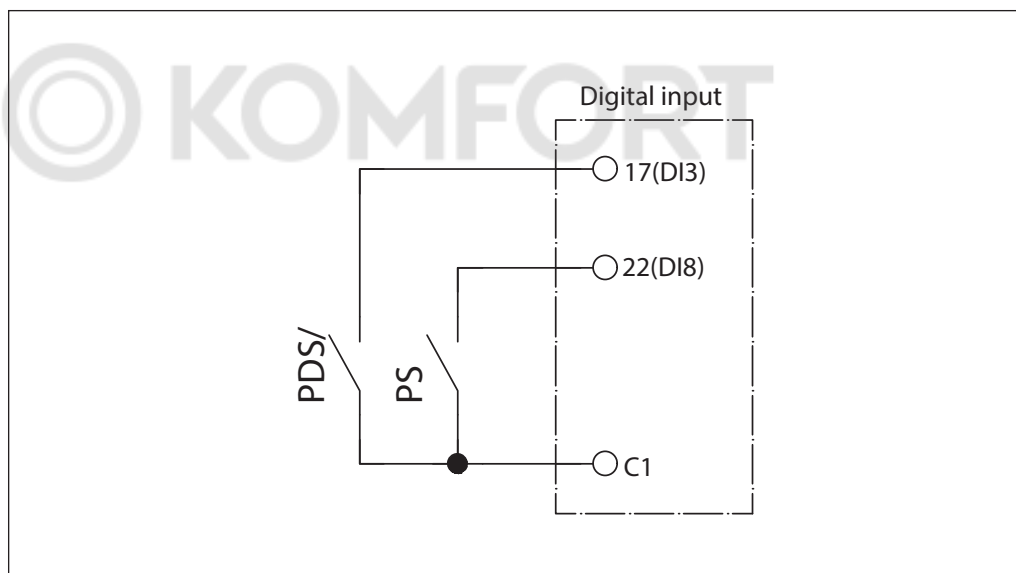 KOMFORT
Digital input
17(DI3)
22(DI8)
PDS/
PS
C1